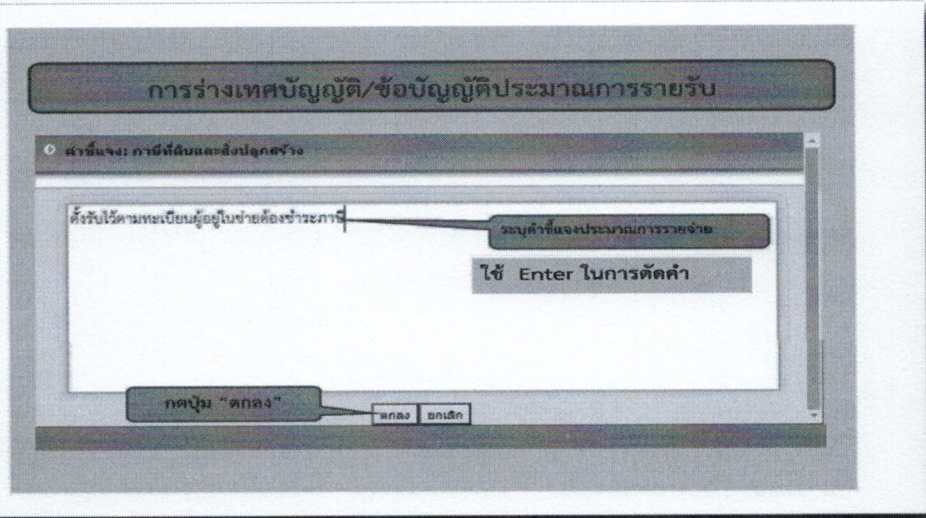 การร่างเทศบัญญัติ/ข้อบัญญัติประมาณการรายรับ
คำชี้แจง: ภาษีที่ดินและสิ่งปลูกสร้าง
ตั้งรับไว้ตามทะเบียนผู้อยู่ในข่ายต้องชำระภาษี
ระบุคำชี้แจงประมาณการรายจ่าย
ใช้ Enter ในการตัดคำ
กดปุ่ม "ตกลง"
ตกลง ยกเลิก